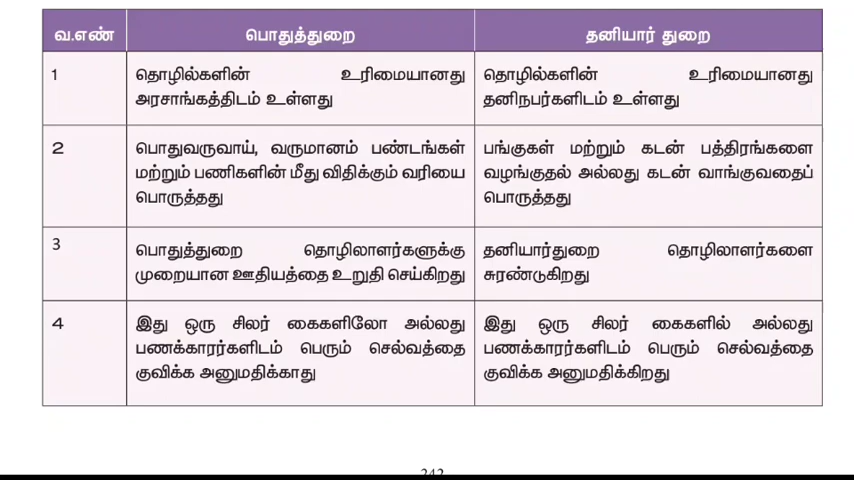 வ.எண் பொதுத்துறை தனியார் துறை
1 தொழில்களின் உரிமையானது
அரசாங்கத்திடம் உள்ளது
தொழில்களின் உரிமையானது
தனிநபர்களிடம் உள்ளது
2 பொதுவருவாய், வருமானம் பண்டங்கள்
மற்றும் பணிகளின் மீது விதிக்கும் வரியை
பொருத்தது
பங்குகள் மற்றும் கடன் பத்திரங்களை
வழங்குதல் அல்லது கடன் வாங்குவதைப்
பொருத்தது
3 பொதுத்துறை தொழிலாளர்களுக்கு
முறையான ஊதியத்தை உறுதி செய்கிறது
தனியார்துறை தொழிலாளர்களை
சுரண்டுகிறது
4 இது ஒரு சிலர் கைகளிலோ அல்லது
பணக்காரர்களிடம் பெரும் செல்வத்தை
குவிக்க அனுமதிக்காது
இது ஒரு சிலர் கைகளில் அல்லது
பணக்காரர்களிடம் பெரும் செல்வத்தை
குவிக்க அனுமதிக்கிறது
242